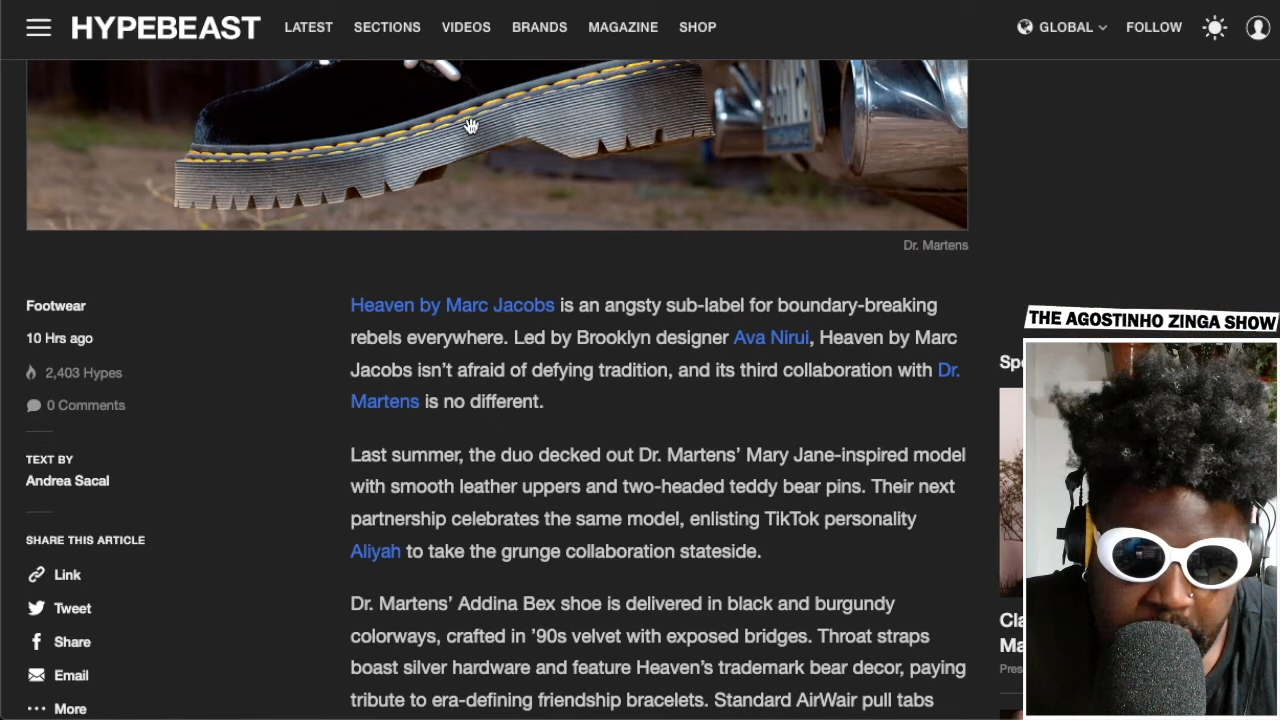 HYPEBEAST LATEST SECTIONS VIDEOS BRANDS MAGAZINE SHOP GLOBAL FOLLOW
Dr. Martens
Footwear
10 Hrs ago
2,403 Hypes
0 Comments
TEXT BY
Andrea Sacal
SHARE THIS ARTICLE
Link
Tweet
Share
Email
More
Heaven by Marc Jacobs is an angsty sub-label for boundary-breaking
rebels everywhere. Led by Brooklyn designer Ava Nirui, Heaven by Marc
Jacobs isn't afraid of defying tradition, and its third collaboration with Dr.
Martens is no different.
Last summer, the duo decked out Dr. Martens' Mary Jane-inspired model
with smooth leather uppers and two-headed teddy bear pins. Their next
partnership celebrates the same model, enlisting TikTok personality
Aliyah to take the grunge collaboration stateside.
Dr. Martens' Addina Bex shoe is delivered in black and burgundy
colorways, crafted in '90s velvet with exposed bridges. Throat straps
boast silver hardware and feature Heaven's trademark bear decor, paying
tribute to era-defining friendship bracelets. Standard AirWair pull tabs
THE AGOSTINHO ZINGA SHOW